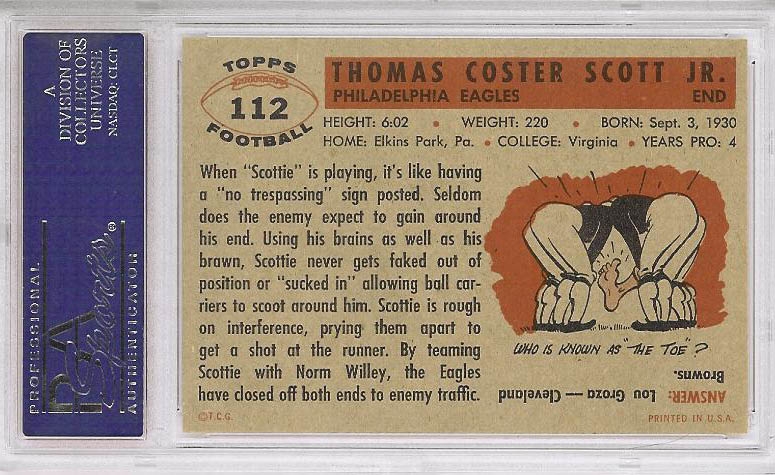 A
DIVISION OF
COLLECTORS
UNIVERSE
NASDAQ: CLCT
PROFESSIONAL
PSA
Sports®
AUTHENTICATOR
TOPPS
112
FOOTBALL
THOMAS COSTER SCOTT JR.
PHILADELPHIA EAGLES END
HEIGHT: 6:02 • WEIGHT: 220 • BORN: Sept. 3, 1930
HOME: Elkins Park, Pa. • COLLEGE: Virginia • YEARS PRO: 4
When "Scottie" is playing, it's like having
a "no trespassing" sign posted. Seldom
does the enemy expect to gain around
his end. Using his brains as well as his
brawn, Scottie never gets faked out of
position or "sucked in" allowing ball car-
riers to scoot around him. Scottie is rough
on interference, prying them apart to
get a shot at the runner. By teaming
Scottie with Norm Willey, the Eagles
have closed off both ends to enemy traffic.
©T.C.G.
WHO IS KNOWN AS "THE TOE"?
ANSWER: Lou Groza — Cleveland
Browns.
PRINTED IN U.S.A.